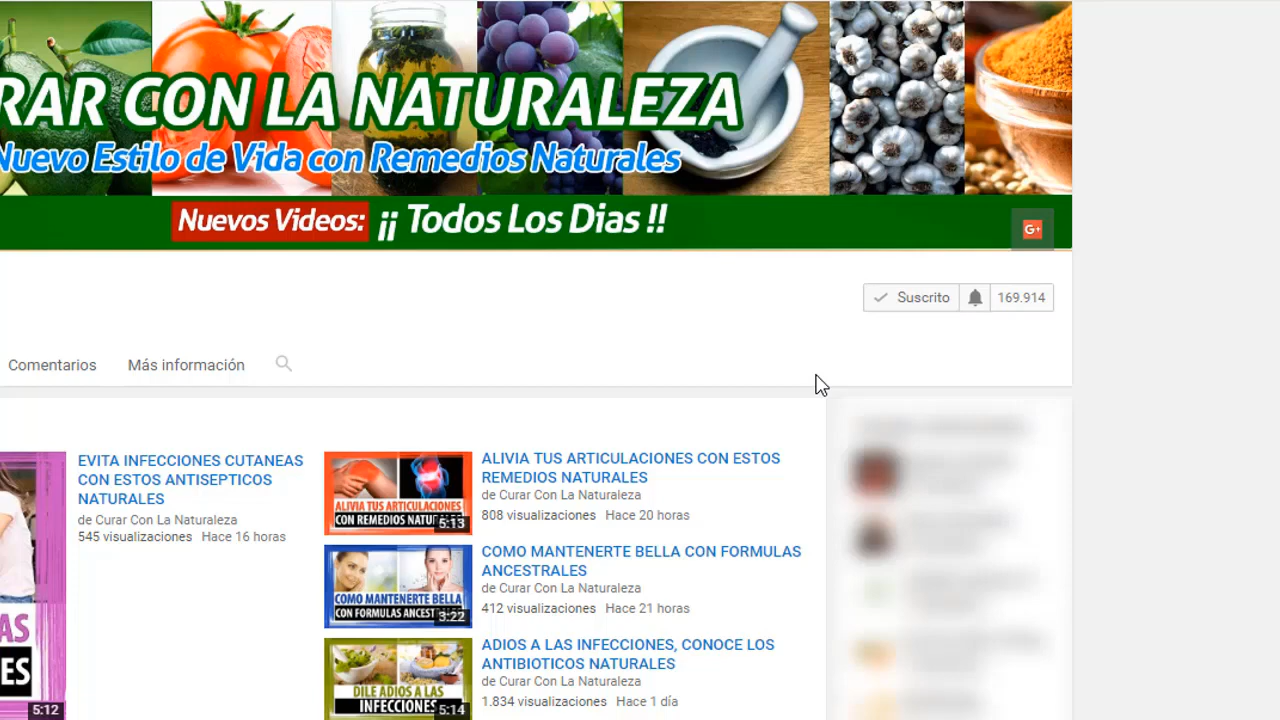 RAR CON LA NATURALEZA
Nuevo Estilo de Vida con Remedios Naturales
Nuevos Videos: ¡¡ Todos Los Dias !!
G+
Suscrito 169.914
Comentarios Más información
EVITA INFECCIONES CUTANEAS
CON ESTOS ANTISEPTICOS
NATURALES
de Curar Con La Naturaleza
545 visualizaciones Hace 16 horas
AS
ES
5:12
ALIVIA TUS ARTICULACIONES
CON REMEDIOS
5:13
ALIVIA TUS ARTICULACIONES CON ESTOS
REMEDIOS NATURALES
de Curar Con La Naturaleza
808 visualizaciones Hace 20 horas
COMO MANTENERTE BELLA
CON FORMULAS
3:22
COMO MANTENERTE BELLA CON FORMULAS
ANCESTRALES
de Curar Con La Naturaleza
412 visualizaciones Hace 21 horas
DILE ADIOS A LAS
INFECCIONES
5:14
ADIOS A LAS INFECCIONES, CONOCE LOS
ANTIBIOTICOS NATURALES
de Curar Con La Naturaleza
1.834 visualizaciones Hace 1 día